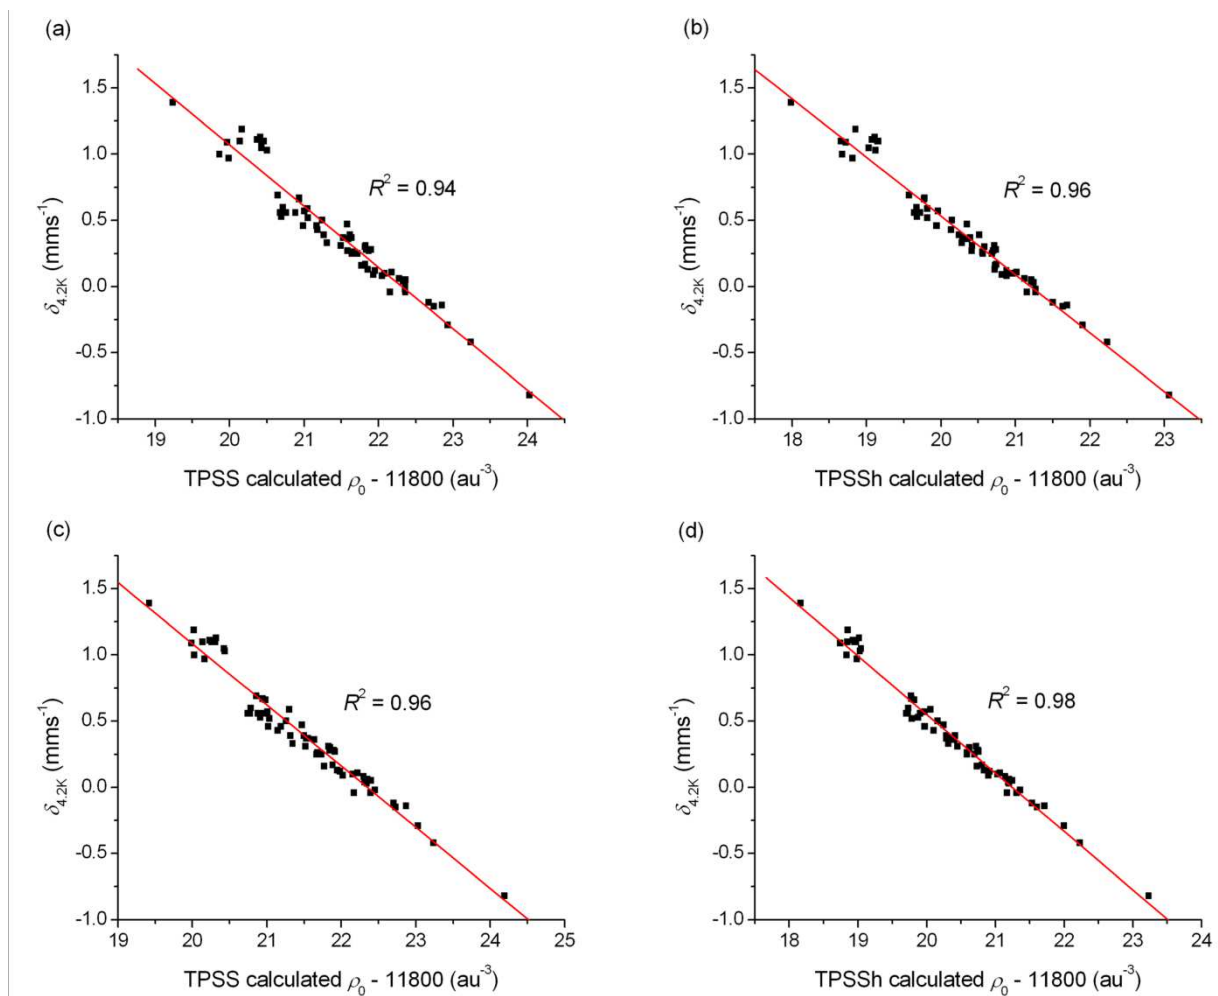 (a)
1.5
1.0
0.5
0.0
-0.5
-1.0
δ4.2K (mms-1)
R2 = 0.94
19 20 21 22 23 24
TPSS calculated ρ0 - 11800 (au-3)
(b)
1.5
1.0
0.5
0.0
-0.5
-1.0
δ4.2K (mms-1)
R2 = 0.96
18 19 20 21 22 23
TPSSh calculated ρ0 - 11800 (au-3)
(c)
1.5
1.0
0.5
0.0
-0.5
-1.0
δ4.2K (mms-1)
R2 = 0.96
19 20 21 22 23 24 25
TPSS calculated ρ0 - 11800 (au-3)
(d)
1.5
1.0
0.5
0.0
-0.5
-1.0
δ4.2K (mms-1)
R2 = 0.98
18 19 20 21 22 23 24
TPSSh calculated ρ0 - 11800 (au-3)